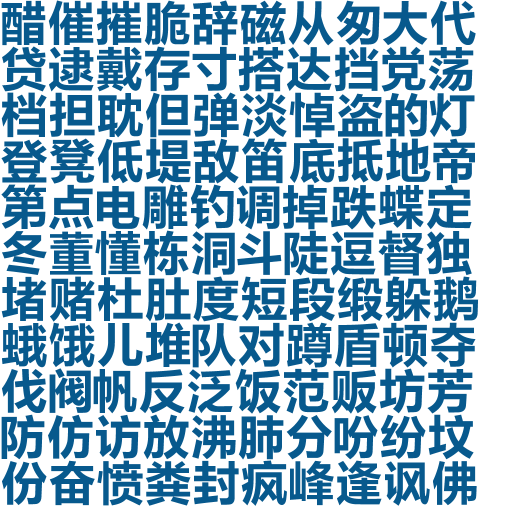 醋催摧脆辞磁从匆大代
贷逮戴存寸搭达挡党荡
档担耽但弹淡悼盗的灯
登凳低堤敌笛底抵地帝
第点电雕钓调掉跌蝶定
冬董懂栋洞斗陡逗督独
堵赌杜肚度短段缎躲鹅
蛾饿儿堆队对蹲盾顿夺
伐阀帆反泛饭范贩坊芳
防仿访放沸肺分吩纷坟
份奋愤粪封疯峰逢讽佛